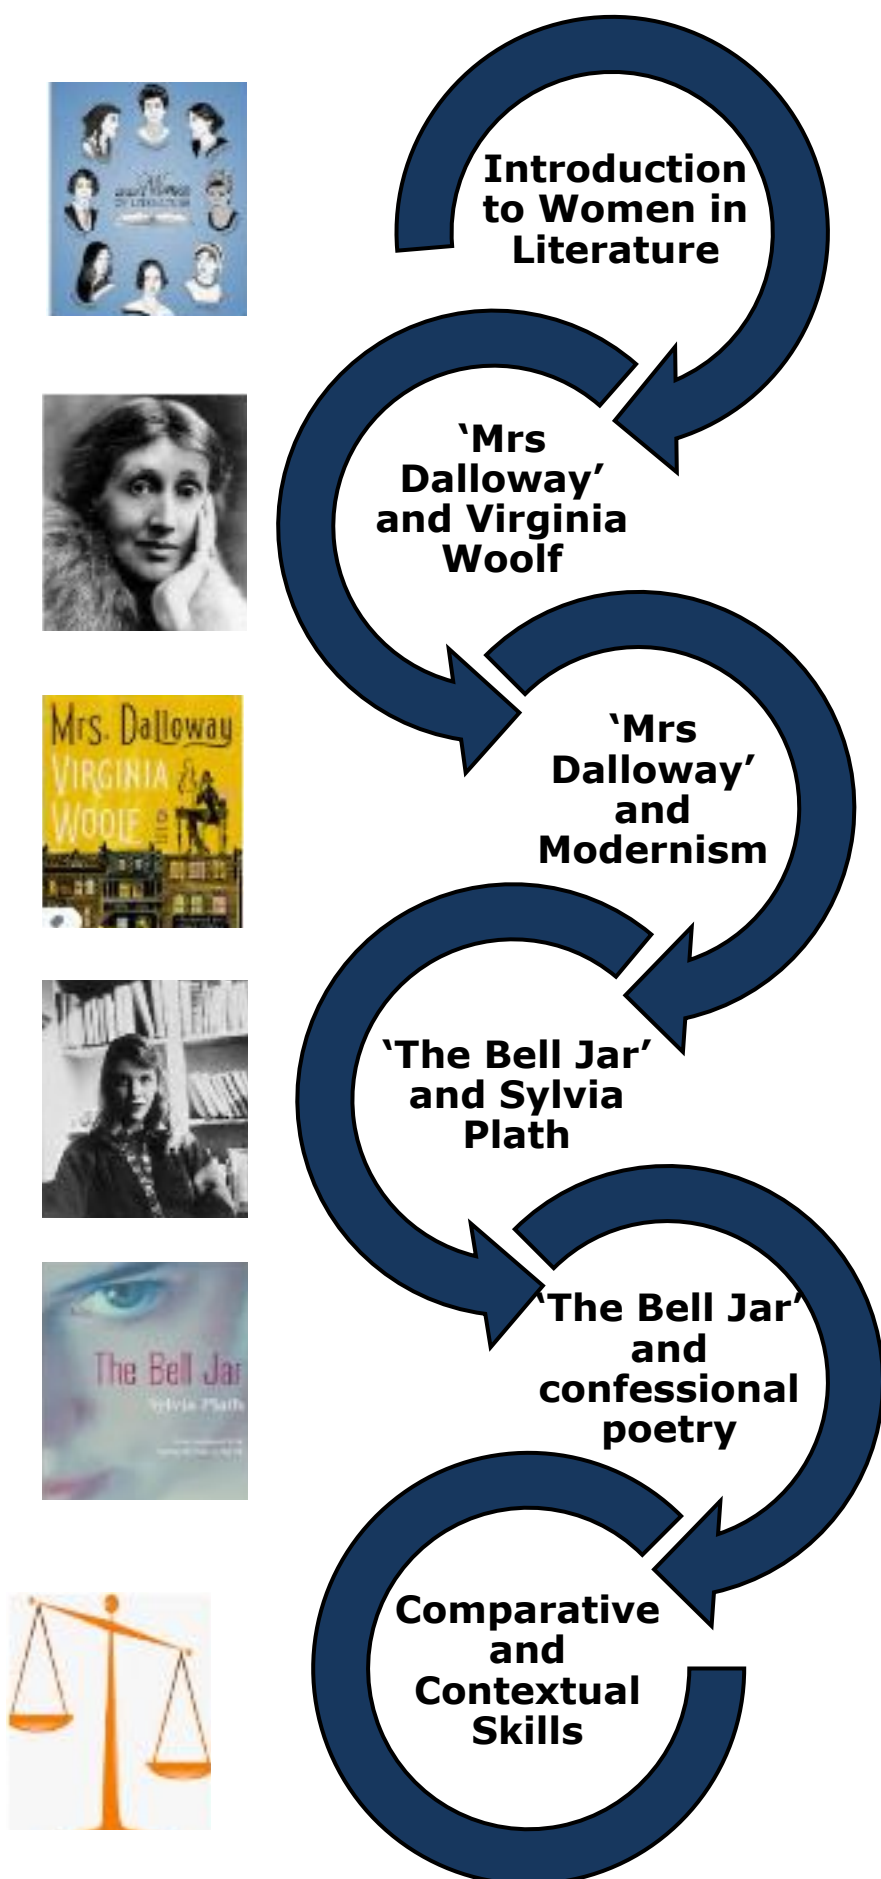 Introduction
to Women in
Literature
‘Mrs
Dalloway’
and Virginia
Woolf
Mrs. Dalloway
VIRGINIA
WOOLF
‘Mrs
Dalloway’
and
Modernism
‘The Bell Jar’
and Sylvia
Plath
The Bell Jar
Sylvia Plath
‘The Bell Jar’
and
confessional
poetry
Comparative
and
Contextual
Skills